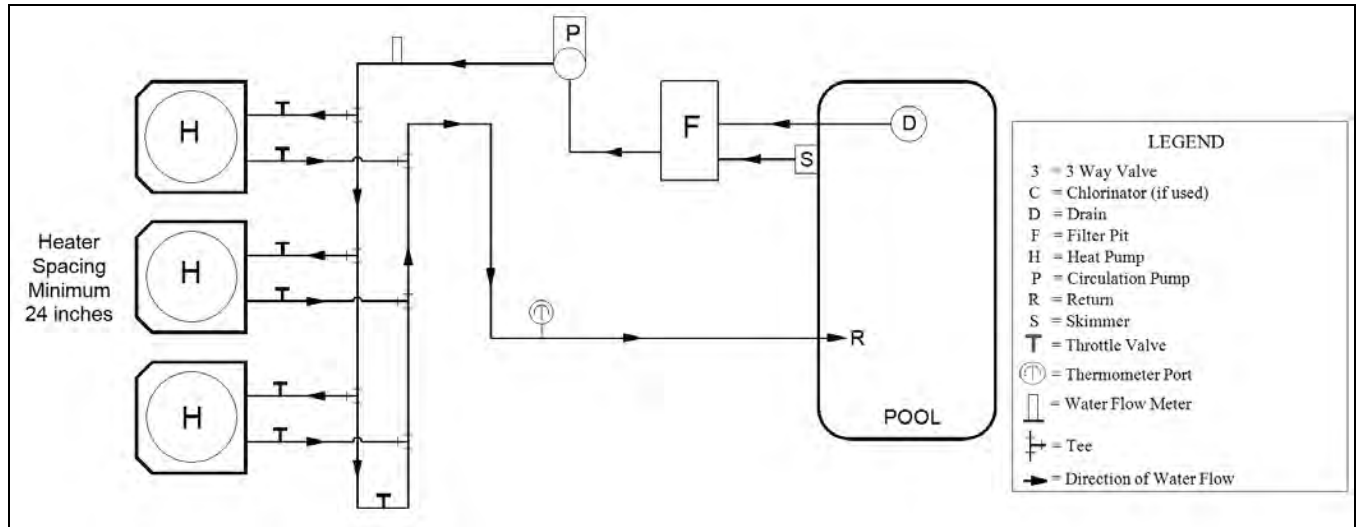 P
H
F
D
S
H
Heater
Spacing
Minimum
24 inches
R
H
POOL
LEGEND
3 = 3 Way Valve
C = Chlorinator (if used)
D = Drain
F = Filter Pit
H = Heat Pump
P = Circulation Pump
R = Return
S = Skimmer
T = Throttle Valve
T = Thermometer Port
= Water Flow Meter
= Tee
= Direction of Water Flow